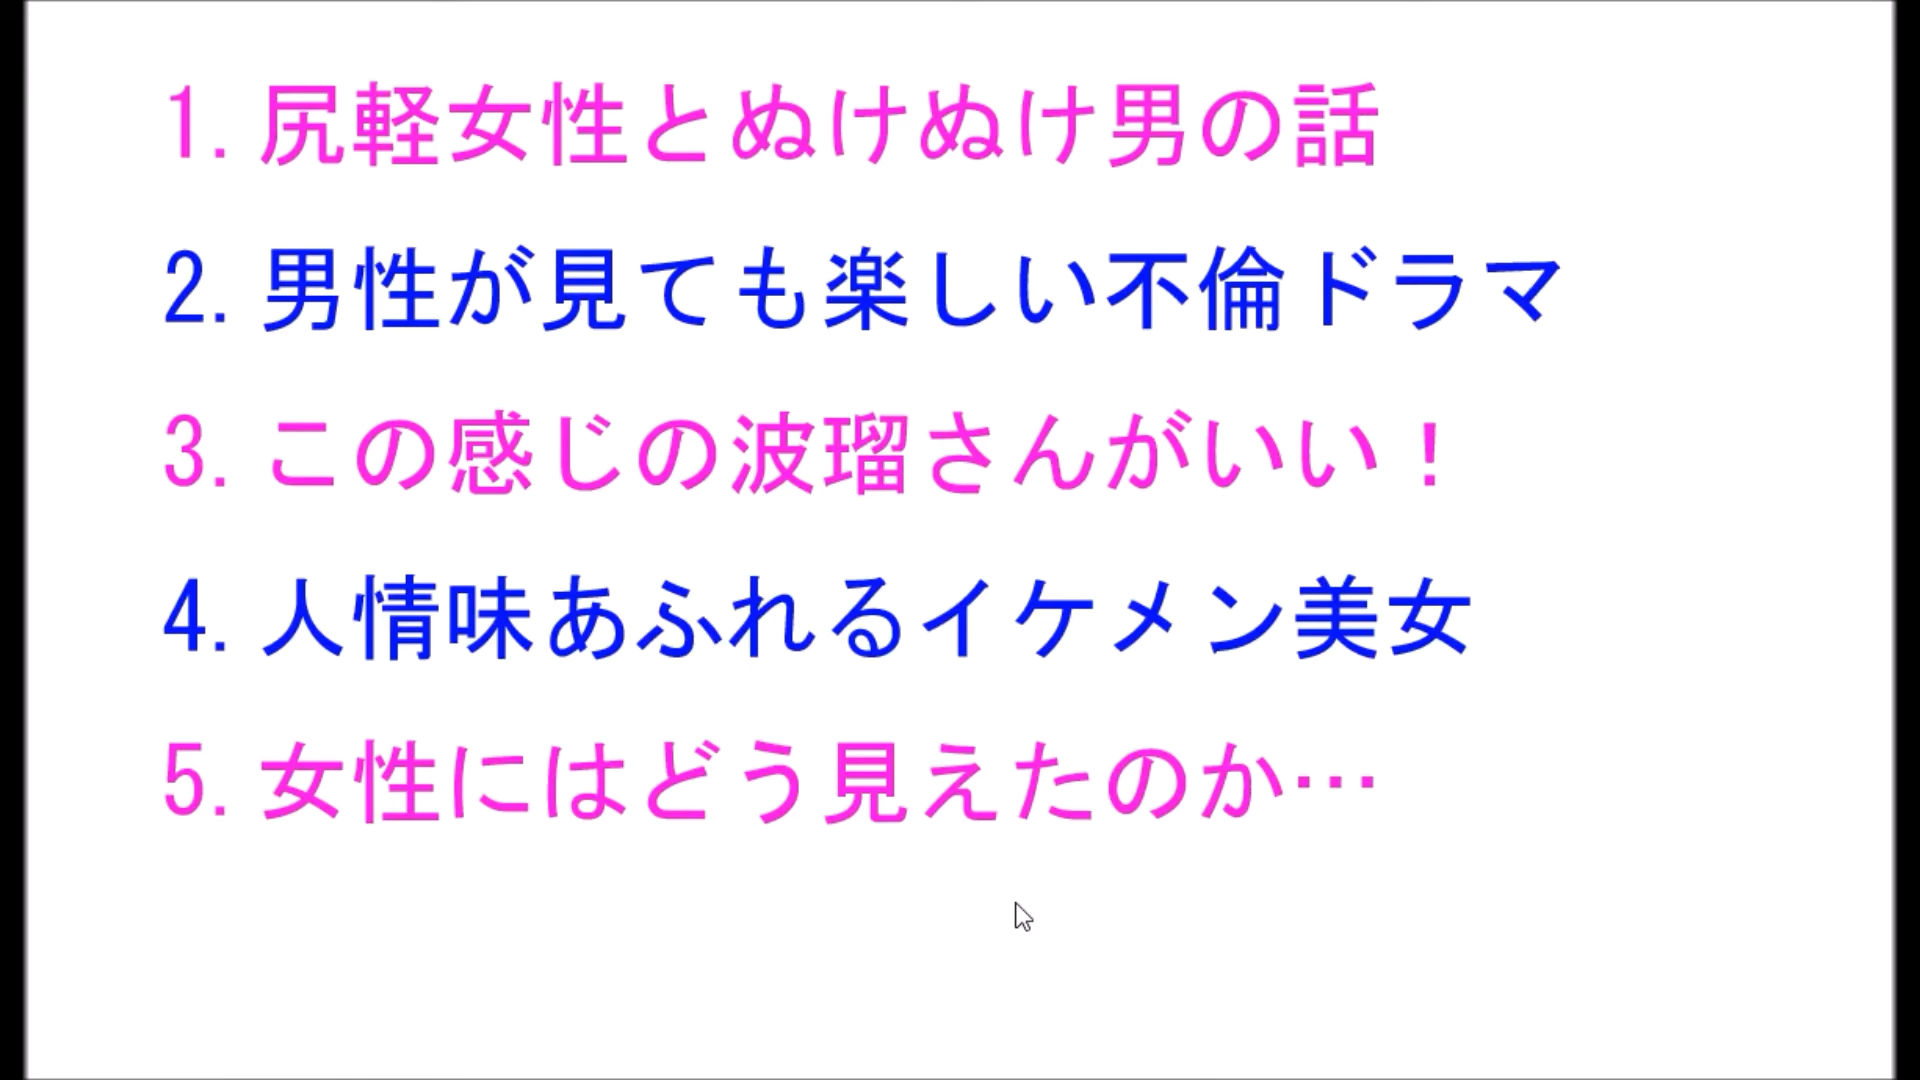 1.尻軽女性とぬけぬけ男の話
2.男性が見ても楽しい不倫ドラマ
3.この感じの波瑠さんがいい！
4.人情味あふれるイケメン美女
5.女性にはどう見えたのか…